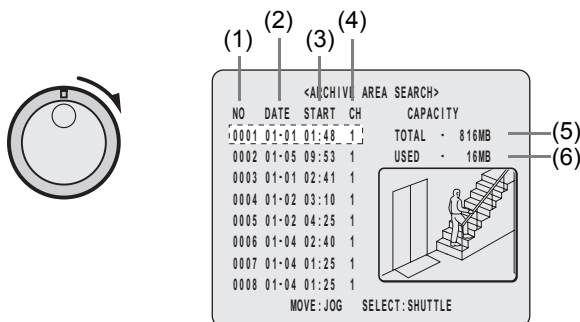 (1) (2) (3) (4)
<ARCHIVE AREA SEARCH>
NO DATE START CH CAPACITY
0001 01-01 01:48 1 TOTAL - 816MB (5)
0002 01-05 09:53 1 USED - 16MB (6)
0003 01-01 02:41 1
0004 01-02 03:10 1
0005 01-02 04:25 1
0006 01-04 02:40 1
0007 01-04 01:25 1
0008 01-04 01:25 1
MOVE:JOG SELECT:SHUTTLE